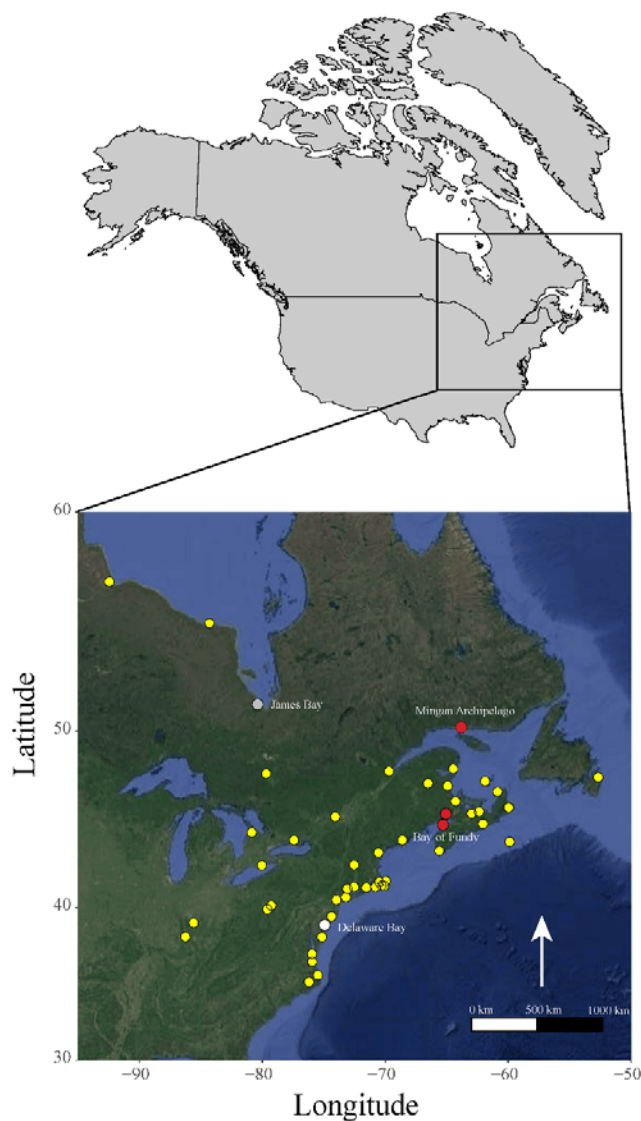 60
James Bay
Mingan Archipelago
50
Latitude
Bay of Fundy
40
Delaware Bay
0 km 500 km 1000 km
30
−90 −80 −70 −60 −50
Longitude